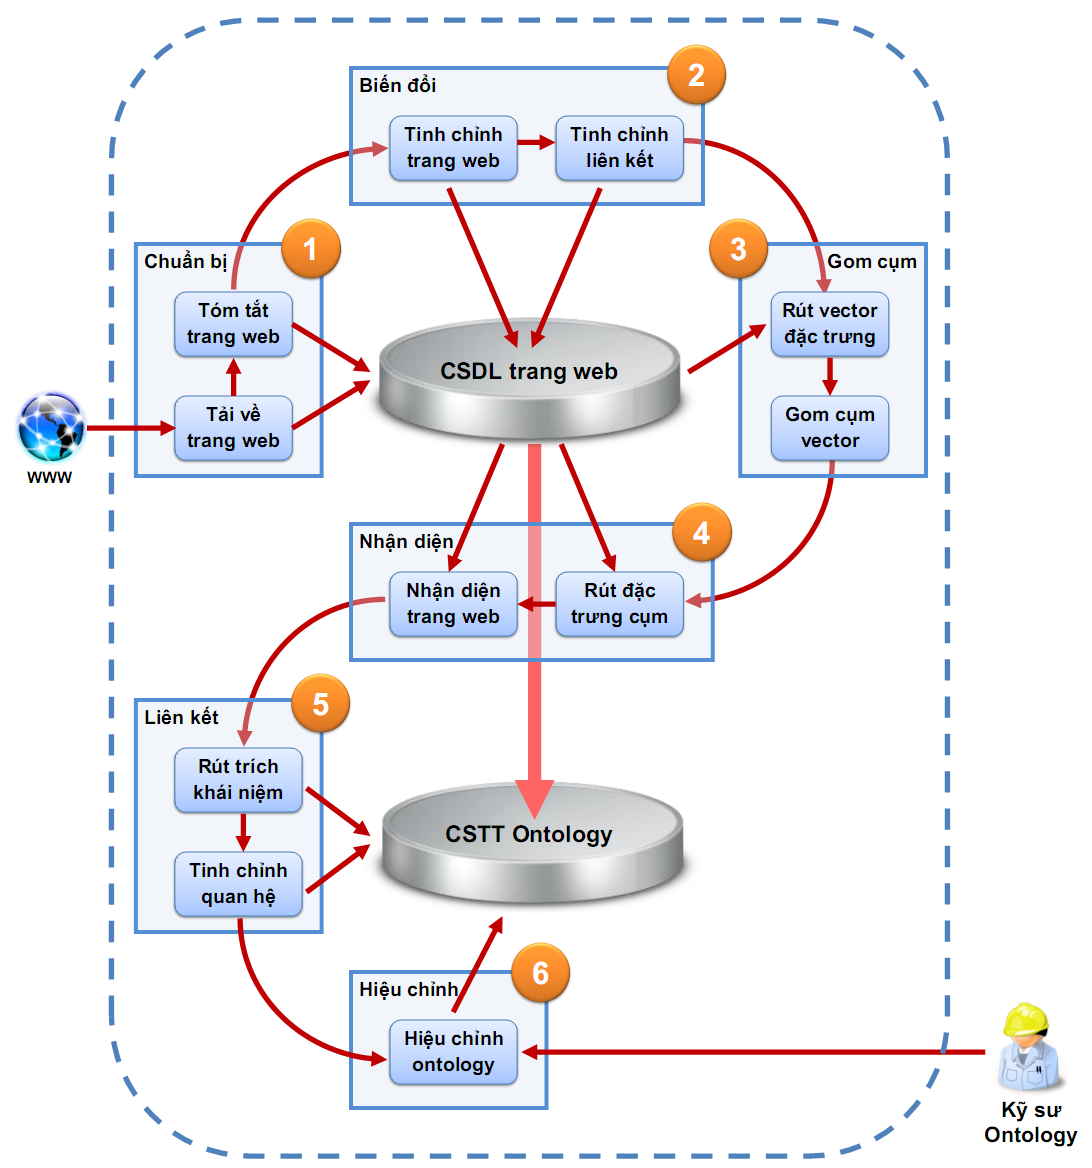 2
Biến đổi
Tinh chỉnh
trang web
Tinh chỉnh
liên kết
1
Chuẩn bị
Tóm tắt
trang web
Tải về
trang web
WWW
3
Gom cụm
Rút vector
đặc trưng
Gom cụm
vector
CSDL trang web
4
Nhận diện
Nhận diện
trang web
Rút đặc
trưng cụm
5
Liên kết
Rút trích
khái niệm
Tinh chỉnh
quan hệ
CSTT Ontology
6
Hiệu chỉnh
Hiệu chỉnh
ontology
Kỹ sư
Ontology